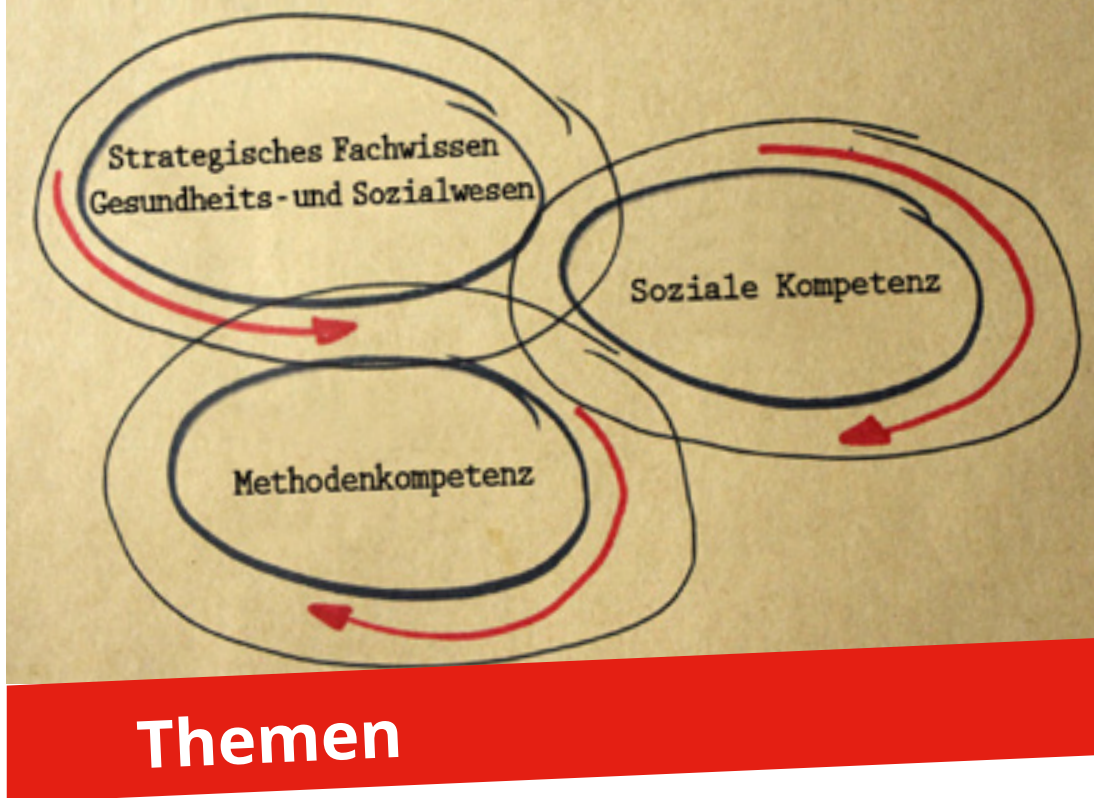 Strategisches Fachwissen
Gesundheits-und Sozialwesen
Soziale Kompetenz
Methodenkompetenz
Themen